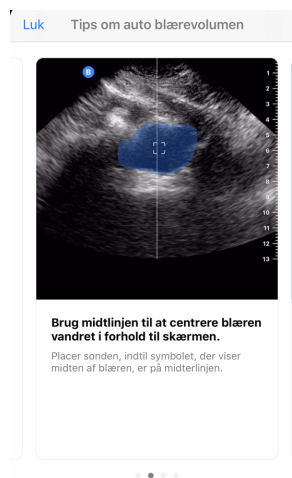 Luk
Tips om auto blærevolumen
B
1
2
3
4
5
6
7
8
9
10
11
12
13
Brug midtlinjen til at centrere blæren
vandret i forhold til skærmen.
Placer sonden, indtil symbolet, der viser
midten af blæren, er på midterlinjen.